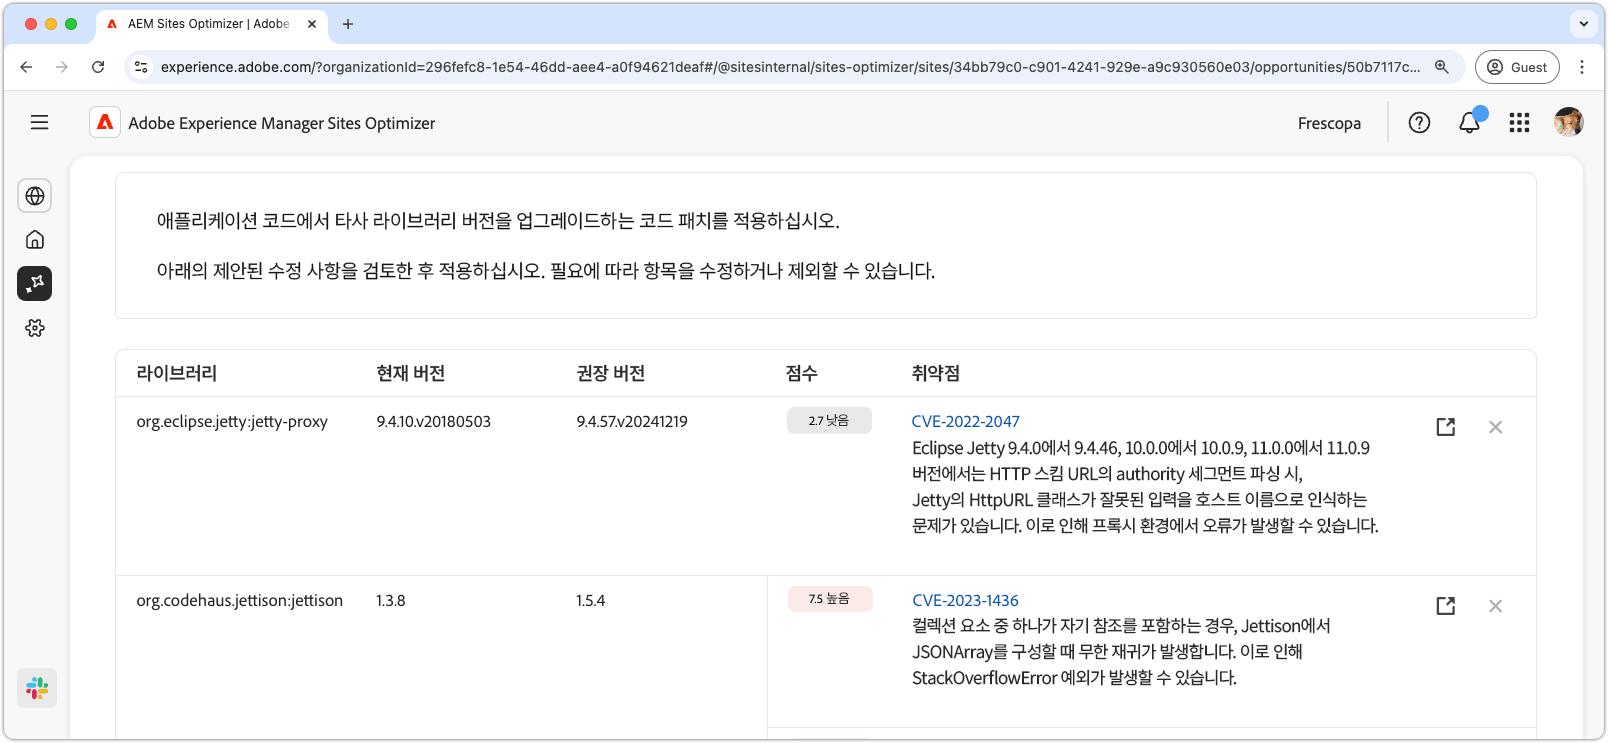 AEM Sites Optimizer | Adobe
experience.adobe.com/?organizationId=296fefc8-1e54-46dd-aee4-a0f94621deaf#/@sitesinternal/sites-optimizer/sites/34bb79c0-c901-4241-929e-a9c930560e03/opportunities/50b7117c...
Guest
Adobe Experience Manager Sites Optimizer
Frescopa
애플리케이션 코드에서 타사 라이브러리 버전을 업그레이드하는 코드 패치를 적용하십시오.
아래의 제안된 수정 사항을 검토한 후 적용하십시오. 필요에 따라 항목을 수정하거나 제외할 수 있습니다.
라이브러리 현재 버전 권장 버전 점수 취약점
org.eclipse.jetty:jetty-proxy 9.4.10.v20180503 9.4.57.v20241219 2.7 낮음 CVE-2022-2047
Eclipse Jetty 9.4.0에서 9.4.46, 10.0.0에서 10.0.9, 11.0.0에서 11.0.9
버전에서는 HTTP 스킴 URL의 authority 세그먼트 파싱 시,
Jetty의 HttpURL 클래스가 잘못된 입력을 호스트 이름으로 인식하는
문제가 있습니다. 이로 인해 프록시 환경에서 오류가 발생할 수 있습니다.
org.codehaus.jettison:jettison 1.3.8 1.5.4 7.5 높음 CVE-2023-1436
컬렉션 요소 중 하나가 자기 참조를 포함하는 경우, Jettison에서
JSONArray를 구성할 때 무한 재귀가 발생합니다. 이로 인해
StackOverflowError 예외가 발생할 수 있습니다.